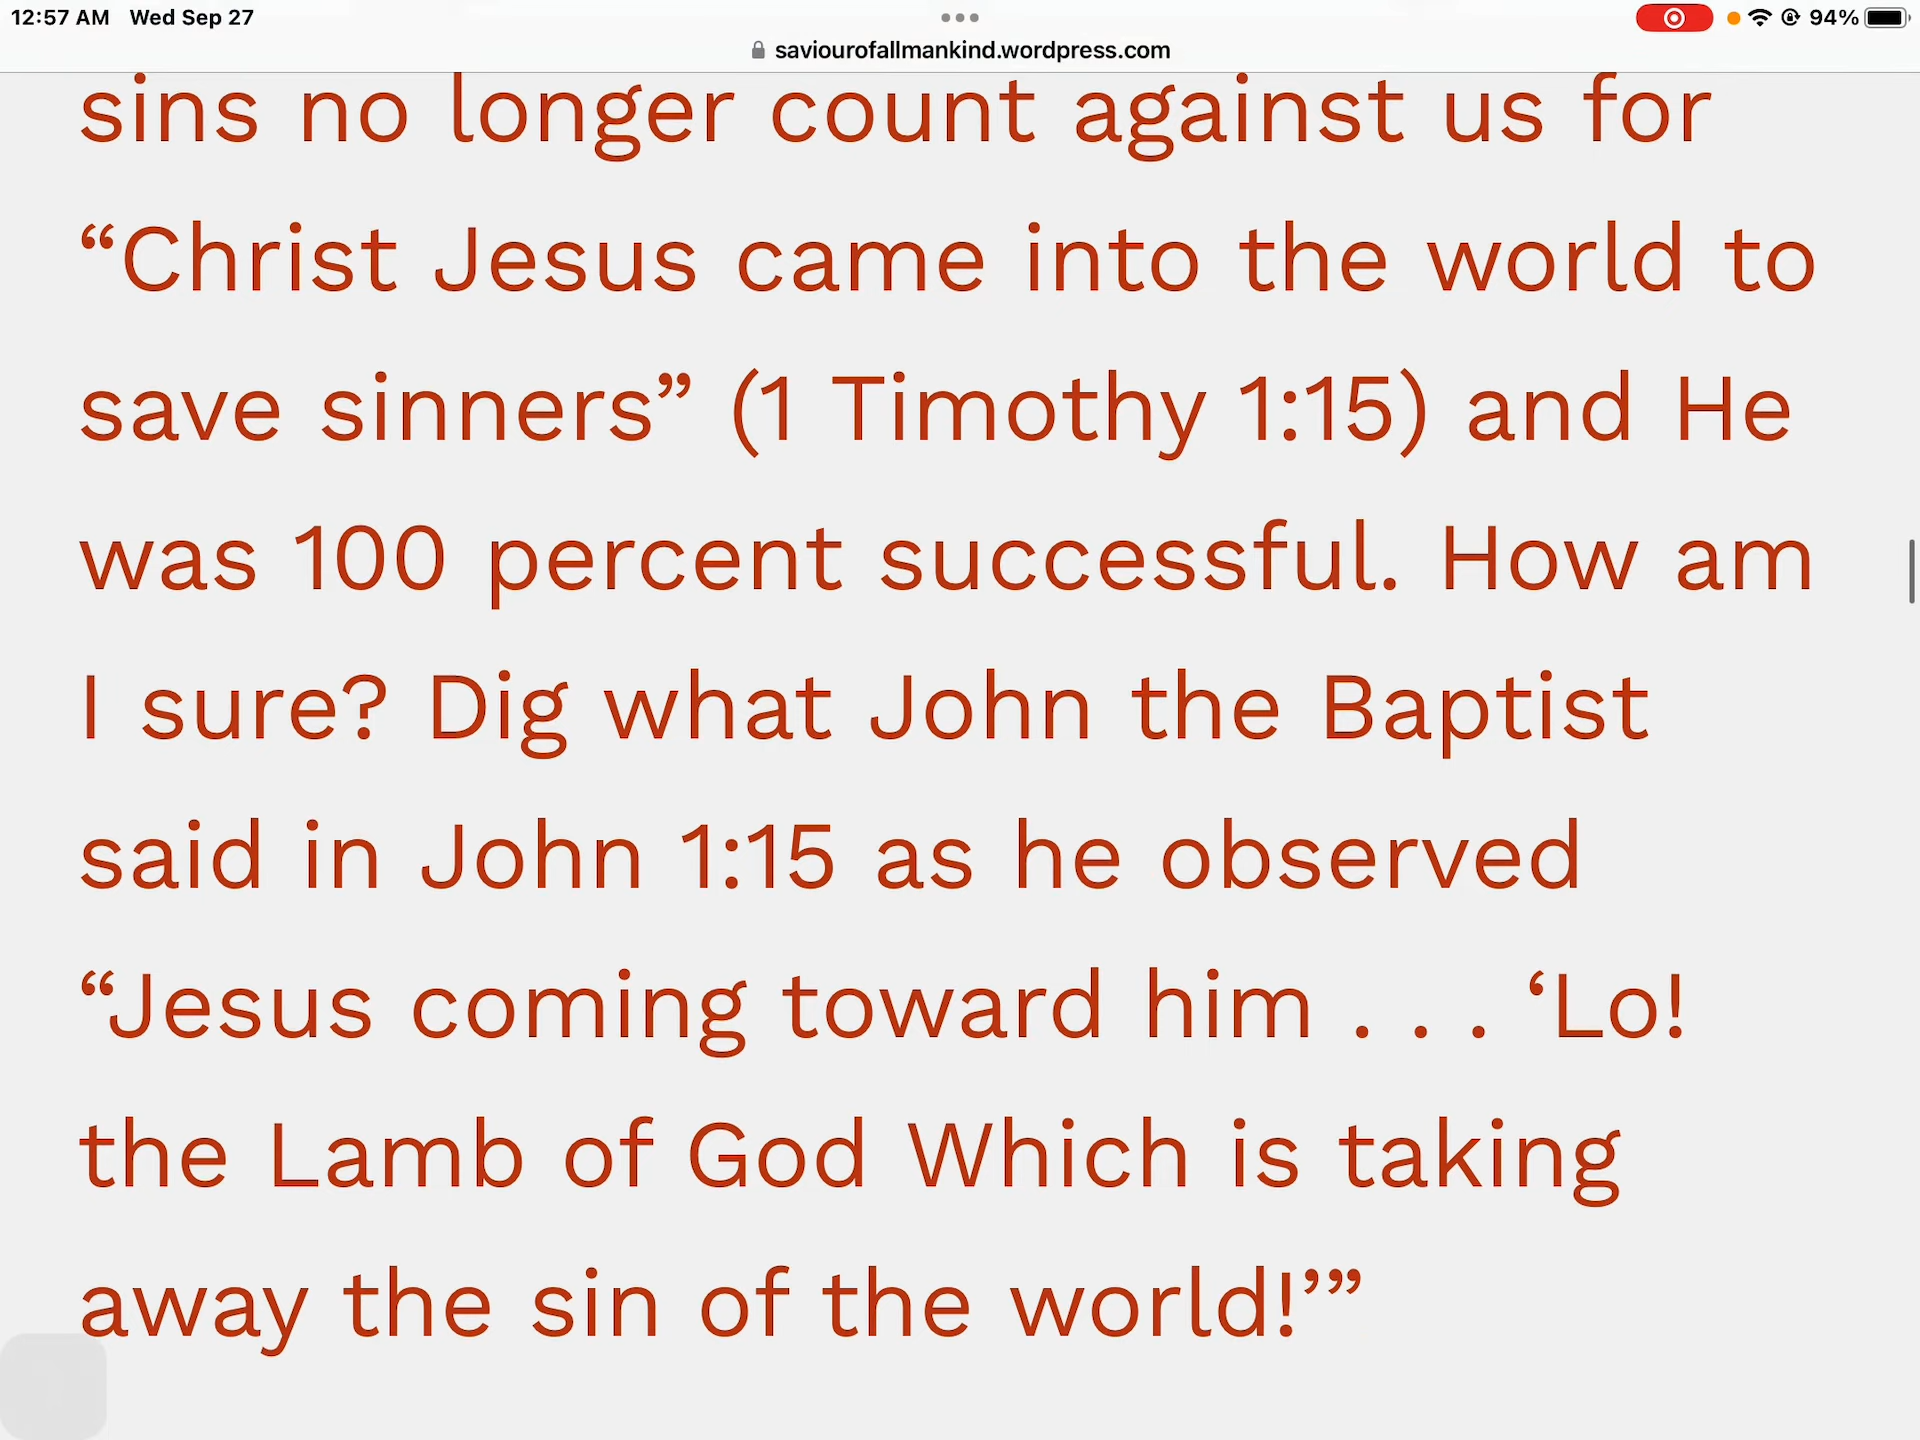 12:57 AM Wed Sep 27
94%
saviourofallmankind.wordpress.com
sins no longer count against us for
“Christ Jesus came into the world to
save sinners” (1 Timothy 1:15) and He
was 100 percent successful. How am
I sure? Dig what John the Baptist
said in John 1:15 as he observed
“Jesus coming toward him . . . ‘Lo!
the Lamb of God Which is taking
away the sin of the world!’”